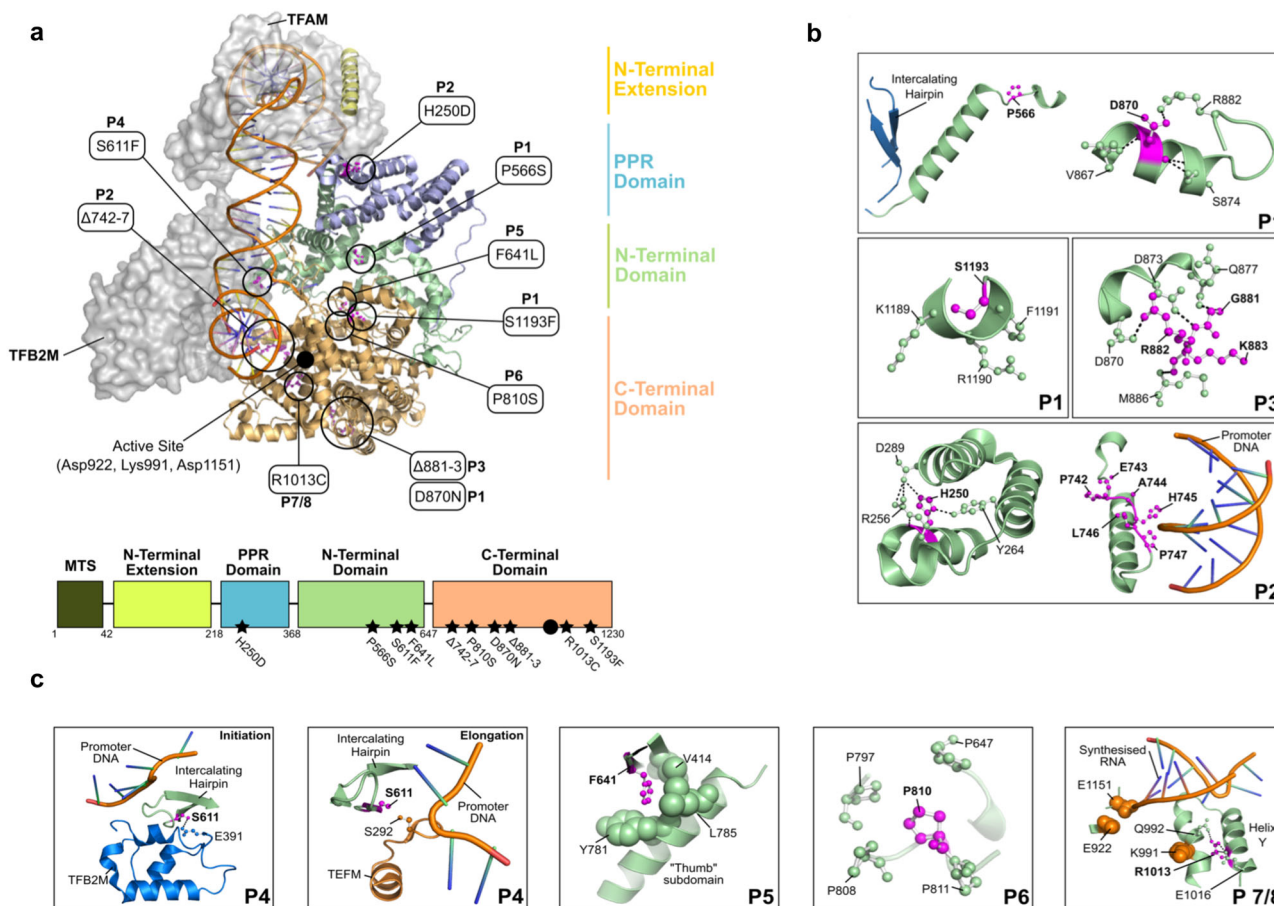 a
TFAM
P2
H250D
P4
S611F
P1
P566S
P2
Δ742-7
P5
F641L
P1
S1193F
TFB2M
P6
P810S
Active Site
(Asp922, Lys991, Asp1151)
R1013C
P7/8
Δ881-3 P3
D870N P1
N-Terminal
Extension
PPR
Domain
N-Terminal
Domain
C-Terminal
Domain
MTS
N-Terminal
Extension
PPR
Domain
N-Terminal
Domain
C-Terminal
Domain
1
42
218
368
647
1230
H250D
P566S
S611F
F641L
Δ742-7
P810S
D870N
Δ881-3
R1013C
S1193F
b
Intercalating
Hairpin
P566
D870
R882
V867
S874
P1
S1193
K1189
F1191
R1190
P1
D873
Q877
G881
R882
K883
D870
M886
P3
D289
H250
R256
Y264
Promoter
DNA
P742
E743
A744
H745
L746
P747
P2
c
Initiation
Promoter
DNA
Intercalating
Hairpin
S611
E391
TFB2M
P4
Elongation
Intercalating
Hairpin
S611
Promoter
DNA
S292
TEFM
P4
F641
V414
Y781
L785
"Thumb"
subdomain
P5
P647
P797
P810
P808
P811
P6
Synthesised
RNA
E1151
Q992
Helix
Y
E922
K991
R1013
E1016
P 7/8